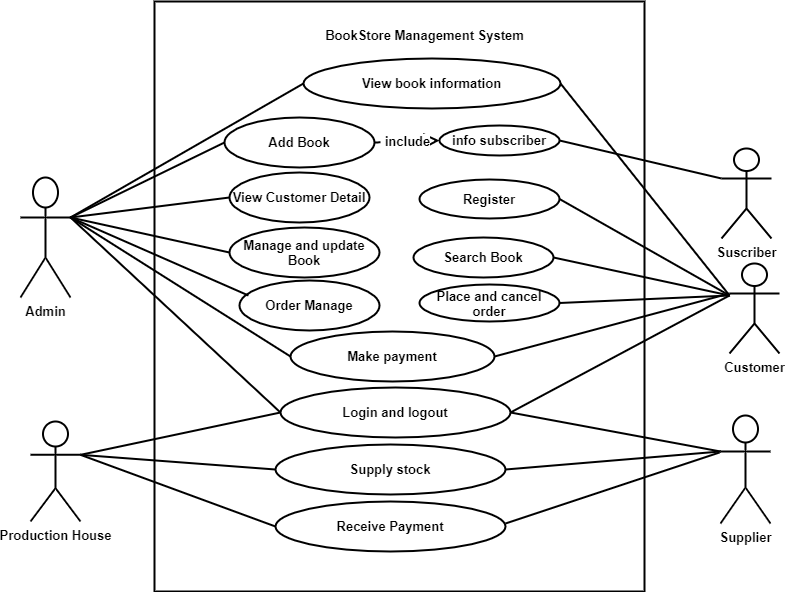 BookStore Management System
View book information
Add Book
include
info subscriber
View Customer Detail
Register
Suscriber
Manage and update
Book
Search Book
Admin
Order Manage
Place and cancel
order
Make payment
Customer
Login and logout
Supply stock
Receive Payment
Production House
Supplier